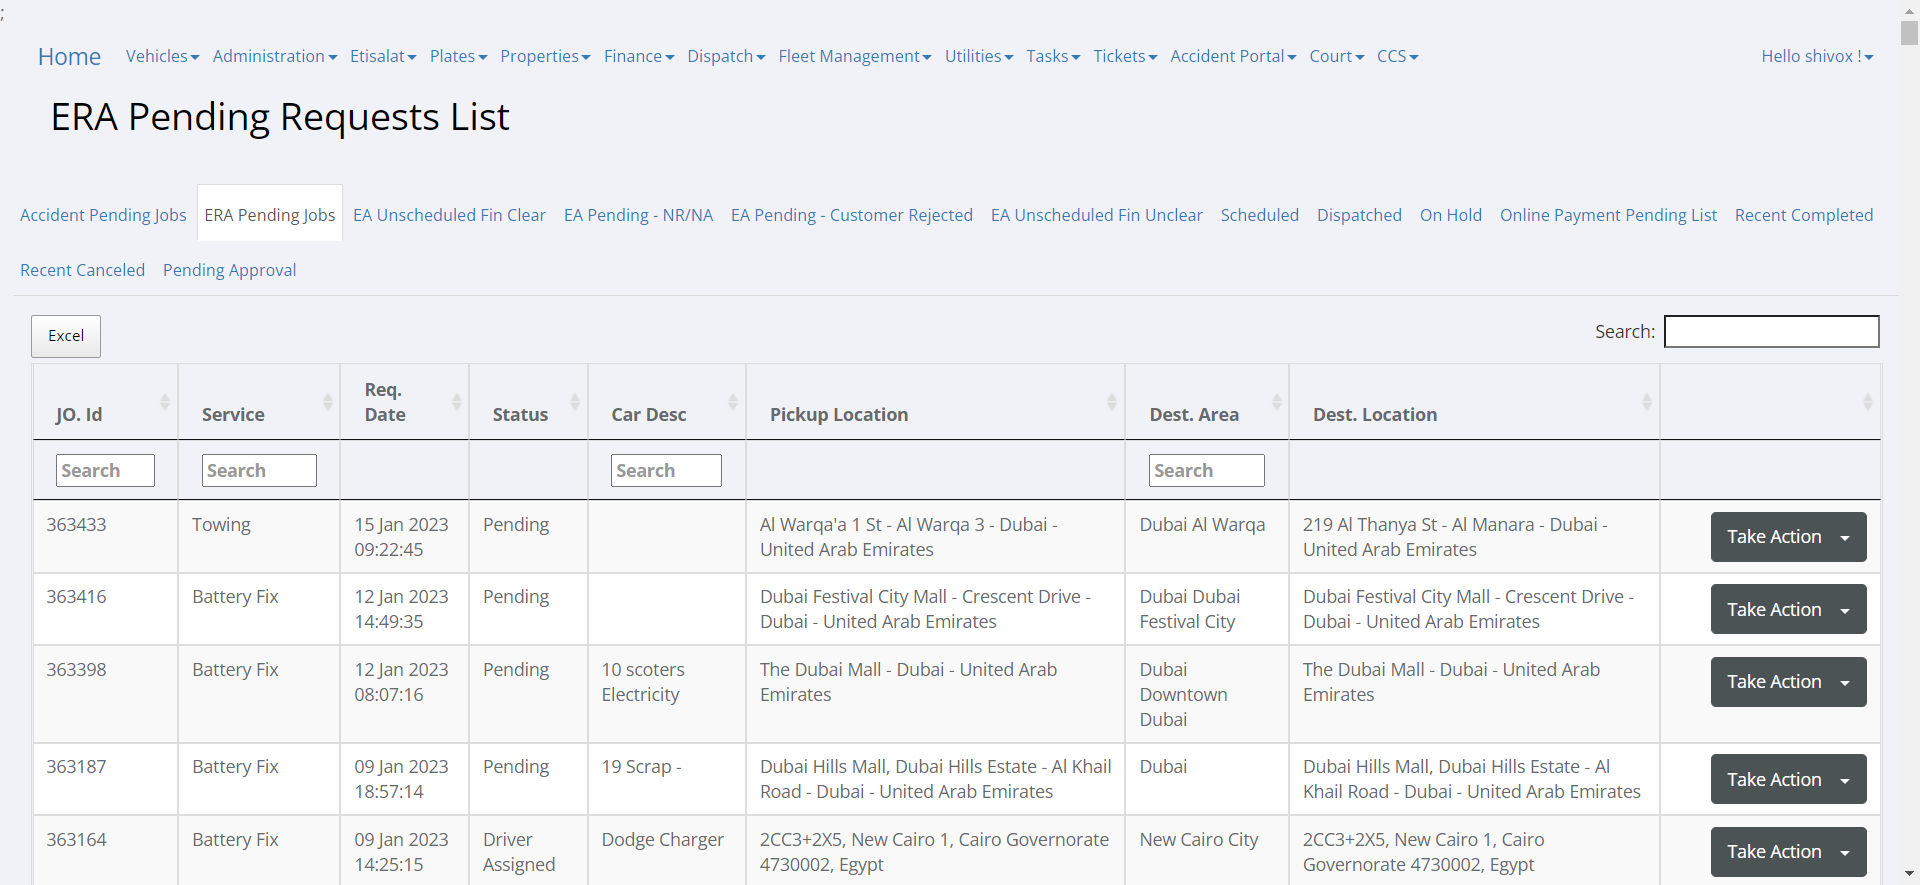 ;
Home Vehicles Administration Etisalat Plates Properties Finance Dispatch Fleet Management Utilities Tasks Tickets Accident Portal Court CCS Hello shivox !
ERA Pending Requests List
Accident Pending Jobs ERA Pending Jobs EA Unscheduled Fin Clear EA Pending - NR/NA EA Pending - Customer Rejected EA Unscheduled Fin Unclear Scheduled Dispatched On Hold Online Payment Pending List Recent Completed
Recent Canceled Pending Approval
Excel Search:
JO. Id Service Req. Date Status Car Desc Pickup Location Dest. Area Dest. Location
Search Search Search Search
363433 Towing 15 Jan 2023 Pending Al Warqa'a 1 St - Al Warqa 3 - Dubai - Dubai Al Warqa 219 Al Thanya St - Al Manara - Dubai - Take Action
09:22:45 United Arab Emirates United Arab Emirates
363416 Battery Fix 12 Jan 2023 Pending Dubai Festival City Mall - Crescent Drive - Dubai Dubai Dubai Festival City Mall - Crescent Drive - Take Action
14:49:35 Dubai - United Arab Emirates Festival City Dubai - United Arab Emirates
363398 Battery Fix 12 Jan 2023 Pending 10 scoters The Dubai Mall - Dubai - United Arab Dubai The Dubai Mall - Dubai - United Arab Take Action
08:07:16 Electricity Emirates Downtown Emirates
Dubai
363187 Battery Fix 09 Jan 2023 Pending 19 Scrap - Dubai Hills Mall, Dubai Hills Estate - Al Khail Dubai Dubai Hills Mall, Dubai Hills Estate - Al Take Action
18:57:14 Road - Dubai - United Arab Emirates Khail Road - Dubai - United Arab Emirates
363164 Battery Fix 09 Jan 2023 Driver Dodge Charger 2CC3+2X5, New Cairo 1, Cairo Governorate New Cairo City 2CC3+2X5, New Cairo 1, Cairo Take Action
14:25:15 Assigned 4730002, Egypt Governorate 4730002, Egypt